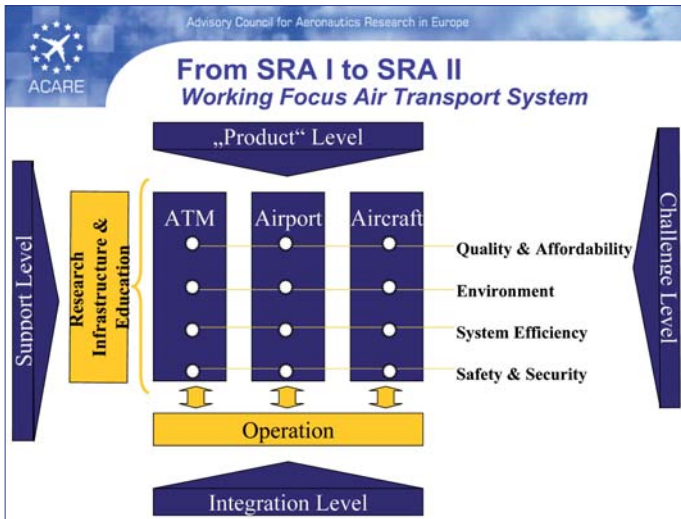 Advisory Council for Aeronautics Research in Europe
ACARE
From SRA I to SRA II
Working Focus Air Transport System
„Product“ Level
Support Level
Research
Infrastructure &
Education
ATM
Airport
Aircraft
Quality & Affordability
Environment
System Efficiency
Safety & Security
Challenge Level
Operation
Integration Level